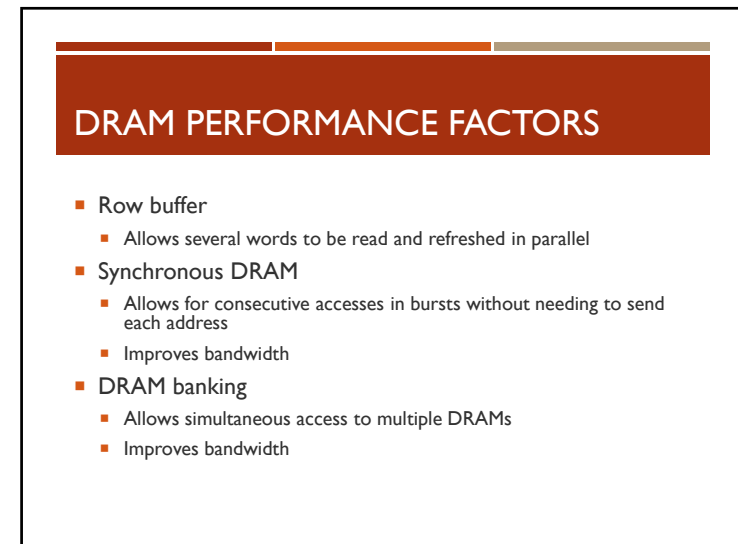 DRAM PERFORMANCE FACTORS
Row buffer
Allows several words to be read and refreshed in parallel
Synchronous DRAM
Allows for consecutive accesses in bursts without needing to send
each address
Improves bandwidth
DRAM banking
Allows simultaneous access to multiple DRAMs
Improves bandwidth